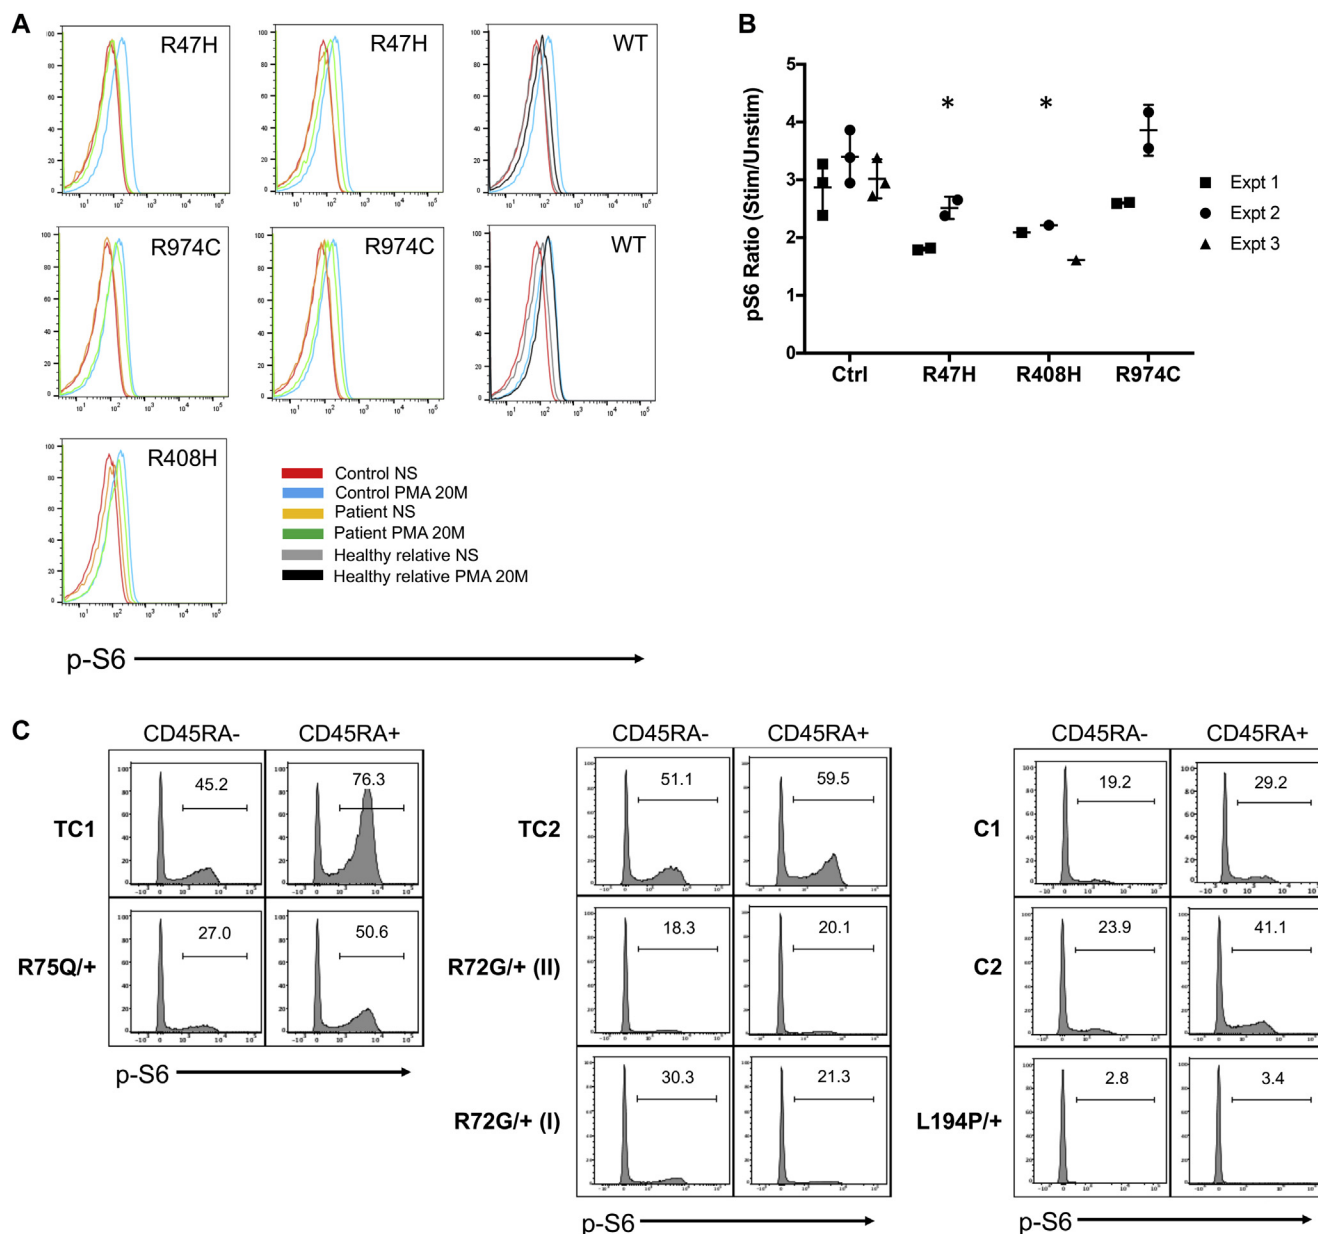 A
R47H
R47H
WT
R974C
R974C
WT
R408H
Control NS
Control PMA 20M
Patient NS
Patient PMA 20M
Healthy relative NS
Healthy relative PMA 20M
p-S6
B
pS6 Ratio (Stim/Unstim)
5
4
3
2
1
0
* *
Ctrl R47H R408H R974C
Expt 1
Expt 2
Expt 3
C
CD45RA- CD45RA+
TC1
45.2 76.3
R75Q/+
27.0 50.6
p-S6
CD45RA- CD45RA+
TC2
51.1 59.5
R72G/+ (II)
18.3 20.1
R72G/+ (I)
30.3 21.3
p-S6
CD45RA- CD45RA+
C1
19.2 29.2
C2
23.9 41.1
L194P/+
2.8 3.4
p-S6